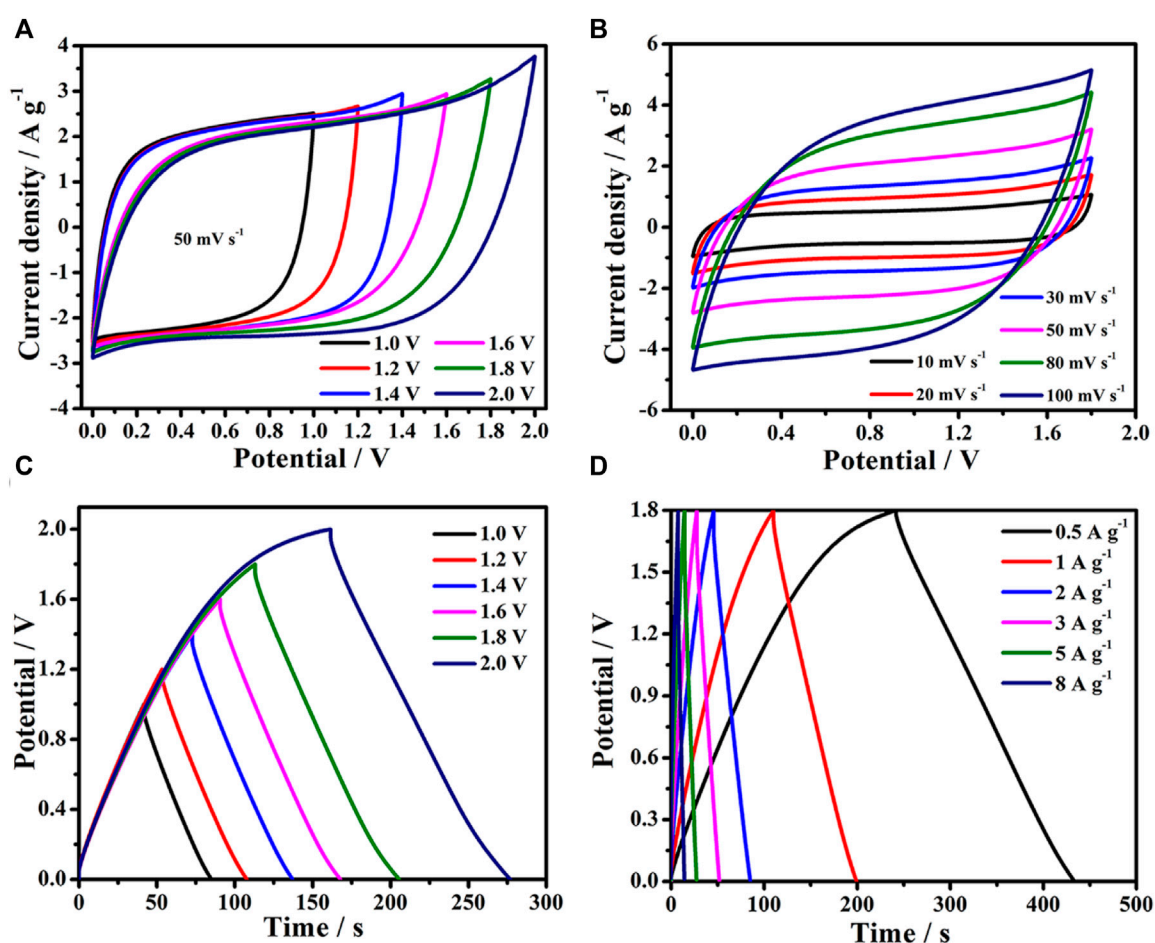 A
Current density / A g⁻¹
4
3
2
1
0
-1
-2
-3
-4
50 mV s⁻¹
1.0 V
1.2 V
1.4 V
1.6 V
1.8 V
2.0 V
0.0 0.2 0.4 0.6 0.8 1.0 1.2 1.4 1.6 1.8 2.0
Potential / V
B
Current density / A g⁻¹
6
4
2
0
-2
-4
-6
30 mV s⁻¹
50 mV s⁻¹
10 mV s⁻¹
80 mV s⁻¹
20 mV s⁻¹
100 mV s⁻¹
0.0 0.4 0.8 1.2 1.6 2.0
Potential / V
C
Potential / V
2.0
1.6
1.2
0.8
0.4
0.0
1.0 V
1.2 V
1.4 V
1.6 V
1.8 V
2.0 V
0 50 100 150 200 250 300
Time / s
D
Potential / V
1.8
1.5
1.2
0.9
0.6
0.3
0.0
0.5 A g⁻¹
1 A g⁻¹
2 A g⁻¹
3 A g⁻¹
5 A g⁻¹
8 A g⁻¹
0 100 200 300 400 500
Time / s